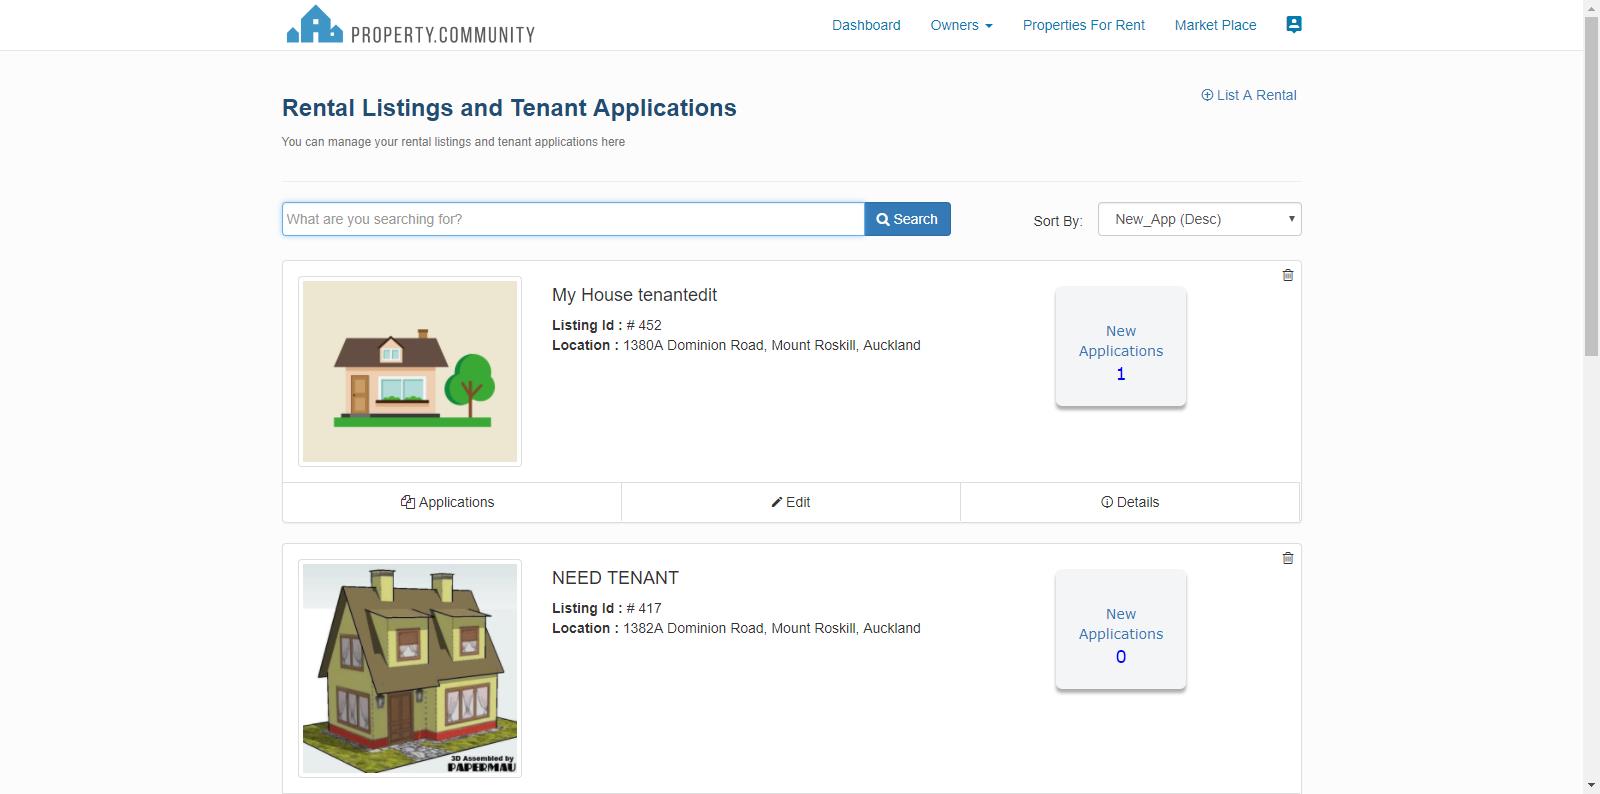 PROPERTY.COMMUNITY
Dashboard
Owners
Properties For Rent
Market Place
Rental Listings and Tenant Applications
List A Rental
You can manage your rental listings and tenant applications here
What are you searching for?
Search
Sort By:
New_App (Desc)
My House tenantedit
Listing Id : # 452
Location : 1380A Dominion Road, Mount Roskill, Auckland
New
Applications
1
Applications
Edit
Details
NEED TENANT
Listing Id : # 417
Location : 1382A Dominion Road, Mount Roskill, Auckland
New
Applications
0
3D Assembled by
PAPERMAU